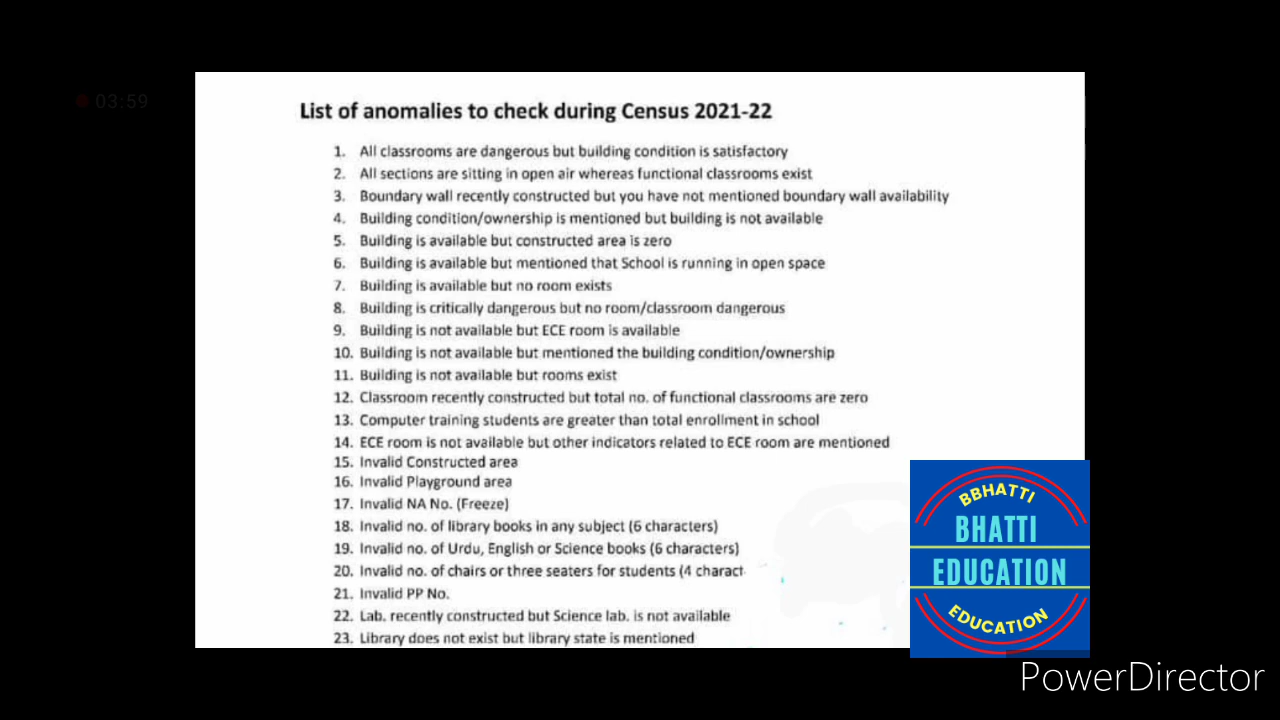 03:59
List of anomalies to check during Census 2021-22
1. All classrooms are dangerous but building condition is satisfactory
2. All sections are sitting in open air whereas functional classrooms exist
3. Boundary wall recently constructed but you have not mentioned boundary wall availability
4. Building condition/ownership is mentioned but building is not available
5. Building is available but constructed area is zero
6. Building is available but mentioned that School is running in open space
7. Building is available but no room exists
8. Building is critically dangerous but no room/classroom dangerous
9. Building is not available but ECE room is available
10. Building is not available but mentioned the building condition/ownership
11. Building is not available but rooms exist
12. Classroom recently constructed but total no. of functional classrooms are zero
13. Computer training students are greater than total enrollment in school
14. ECE room is not available but other indicators related to ECE room are mentioned
15. Invalid Constructed area
16. Invalid Playground area
17. Invalid NA No. (Freeze)
18. Invalid no. of library books in any subject (6 characters)
19. Invalid no. of Urdu, English or Science books (6 characters)
20. Invalid no. of chairs or three seaters for students (4 charact
21. Invalid PP No.
22. Lab. recently constructed but Science lab. is not available
23. Library does not exist but library state is mentioned
BBHATTI
BHATTI
EDUCATION
EDUCATION
PowerDirector